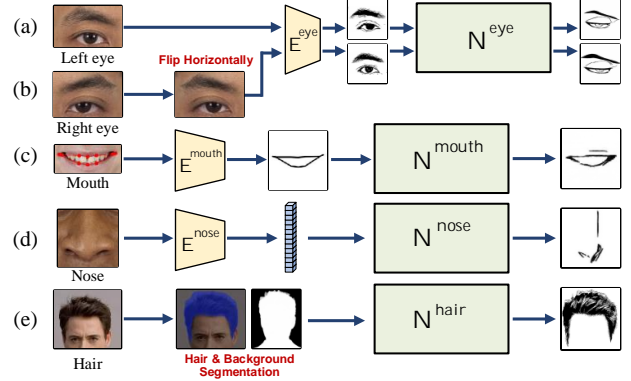 (a)
Left eye
Flip Horizontally
E^eye
N^eye
(b)
Right eye
(c)
Mouth
E^mouth
N^mouth
(d)
Nose
E^nose
N^nose
(e)
Hair
Hair & Background
Segmentation
N^hair